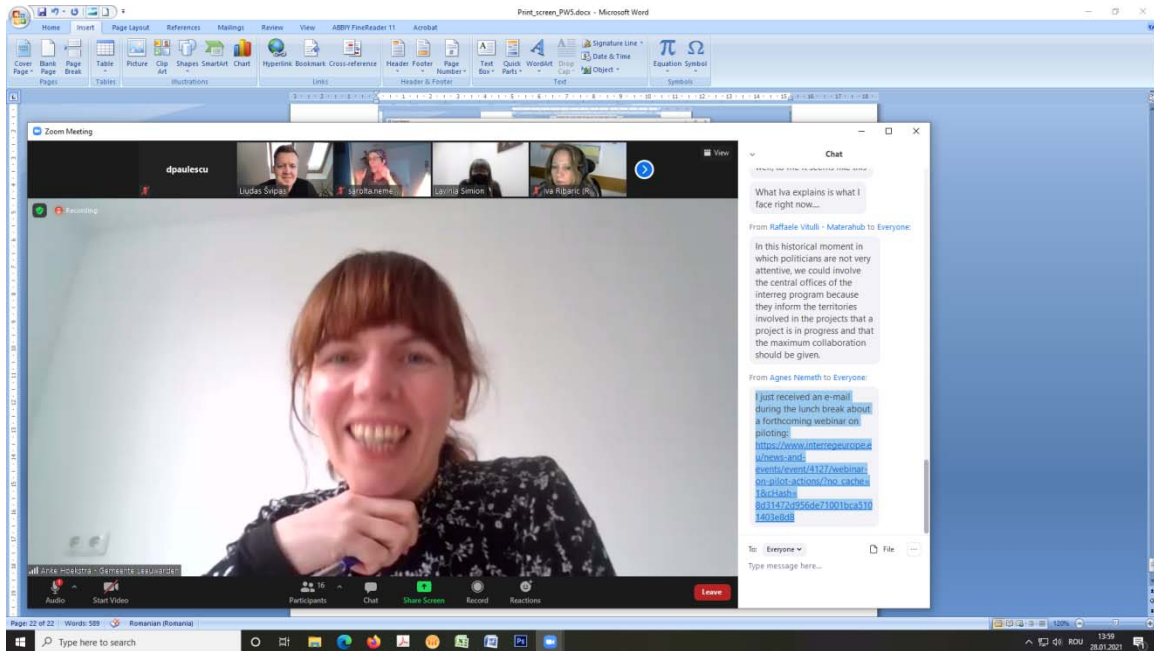 Print_screen_PW5.docx - Microsoft Word
Home Insert Page Layout References Mailings Review View ABBYY FineReader 11 Acrobat
Cover Page Blank Page Page Break Table Picture Clip Art Shapes SmartArt Chart Hyperlink Bookmark Cross-reference Header Footer Page Number Text Box Quick Parts WordArt Drop Cap Signature Line Date & Time Object Equation Symbol
Pages Tables Illustrations Links Header & Footer Text Symbols
Zoom Meeting
dpaulescu
Liudas Švipas
sarolta.neme...
Lavinia Simion
Iva Ribaric (R...
View
Recording
Anke Hoekstra - Gemeente Leeuwarden
Audio Start Video Participants 16 Chat Share Screen Record Reactions Leave
Chat
What Iva explains is what I
face right now....
From Raffaele Vitulli - Materahub to Everyone:
In this historical moment in
which politicians are not very
attentive, we could involve
the central offices of the
interreg program because
they inform the territories
involved in the projects that a
project is in progress and that
the maximum collaboration
should be given.
From Agnes Nemeth to Everyone:
I just received an e-mail
during the lunch break about
a forthcoming webinar on
piloting:
https://www.interregeurope.e
u/news-and-
events/event/4127/webinar-
on-pilot-actions/?no_cache=
1&cHash=
8d31472d956de71001bca510
1403e8d8
To: Everyone File
Type message here...
Page: 22 of 22 Words: 589 Romanian (Romania) 120%
Type here to search
ROU
13:59
28.01.2021